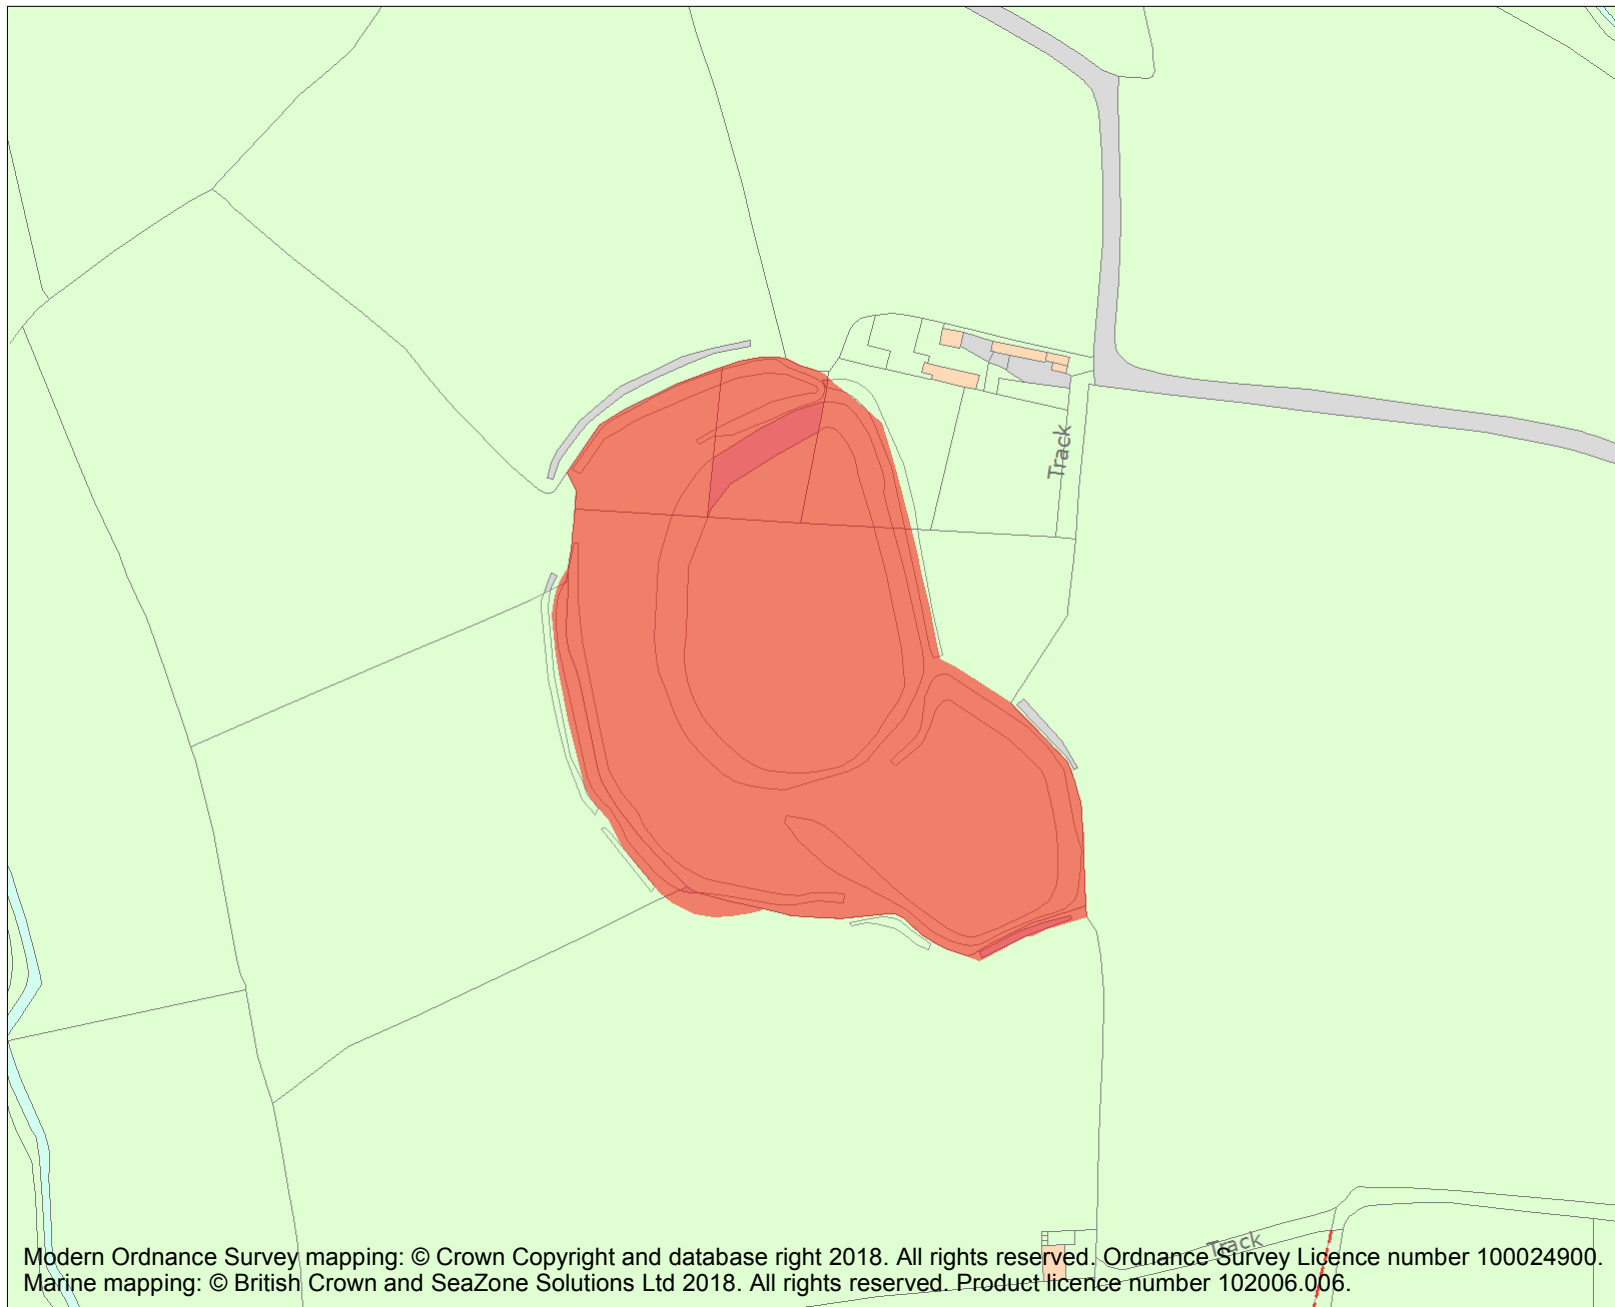 Track
Track
Modern Ordnance Survey mapping: © Crown Copyright and database right 2018. All rights reserved. Ordnance Survey Licence number 100024900.
Marine mapping: © British Crown and SeaZone Solutions Ltd 2018. All rights reserved. Product licence number 102006.006.